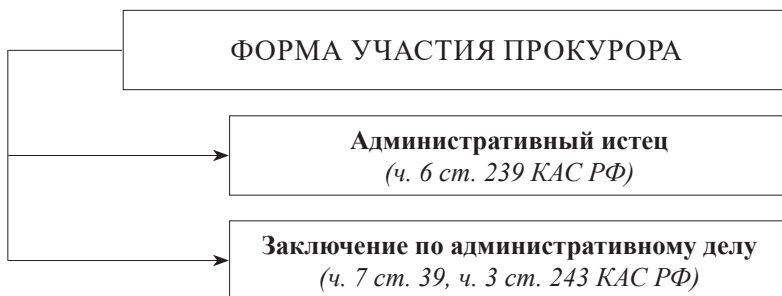 ФОРМА УЧАСТИЯ ПРОКУРОРА
Административный истец
(ч. 6 ст. 239 КАС РФ)
Заключение по административному делу
(ч. 7 ст. 39, ч. 3 ст. 243 КАС РФ)